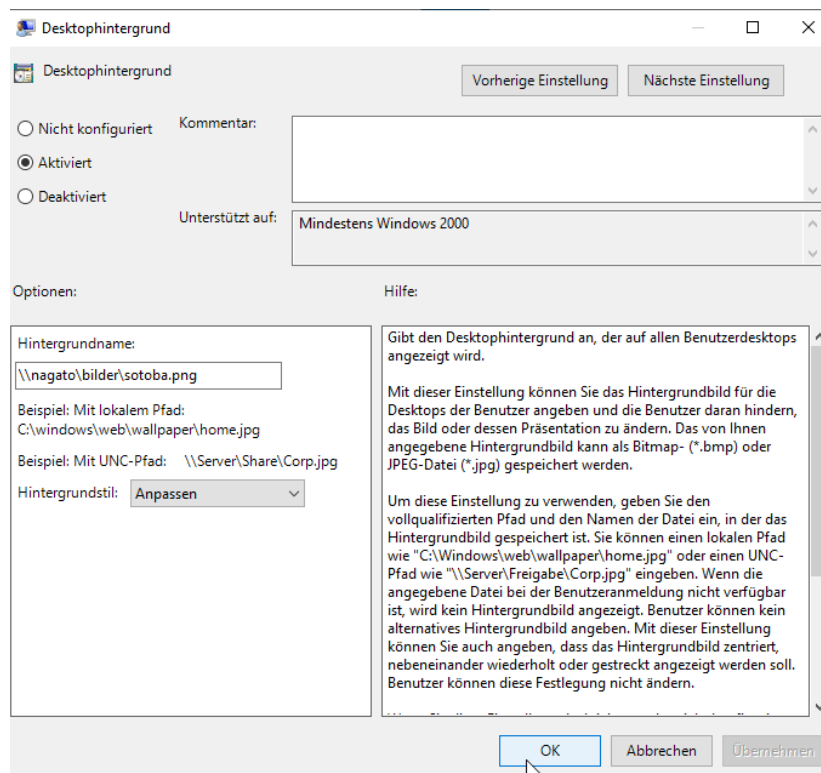 Desktophintergrund
Desktophintergrund
Vorherige Einstellung
Nächste Einstellung
Nicht konfiguriert
Kommentar:
Aktiviert
Deaktiviert
Unterstützt auf:
Mindestens Windows 2000
Optionen:
Hilfe:
Hintergrundname:
\\nagato\bilder\sotoba.png
Beispiel: Mit lokalem Pfad:
C:\windows\web\wallpaper\home.jpg
Beispiel: Mit UNC-Pfad: \\Server\Share\Corp.jpg
Hintergrundstil: Anpassen
Gibt den Desktophintergrund an, der auf allen Benutzerdesktops
angezeigt wird.
Mit dieser Einstellung können Sie das Hintergrundbild für die
Desktops der Benutzer angeben und die Benutzer daran hindern,
das Bild oder dessen Präsentation zu ändern. Das von Ihnen
angegebene Hintergrundbild kann als Bitmap- (*.bmp) oder
JPEG-Datei (*.jpg) gespeichert werden.
Um diese Einstellung zu verwenden, geben Sie den
vollqualifizierten Pfad und den Namen der Datei ein, in der das
Hintergrundbild gespeichert ist. Sie können einen lokalen Pfad
wie "C:\Windows\web\wallpaper\home.jpg" oder einen UNC-
Pfad wie "\\Server\Freigabe\Corp.jpg" eingeben. Wenn die
angegebene Datei bei der Benutzeranmeldung nicht verfügbar
ist, wird kein Hintergrundbild angezeigt. Benutzer können kein
alternatives Hintergrundbild angeben. Mit dieser Einstellung
können Sie auch angeben, dass das Hintergrundbild zentriert,
nebeneinander wiederholt oder gestreckt angezeigt werden soll.
Benutzer können diese Festlegung nicht ändern.
OK
Abbrechen
Übernehmen